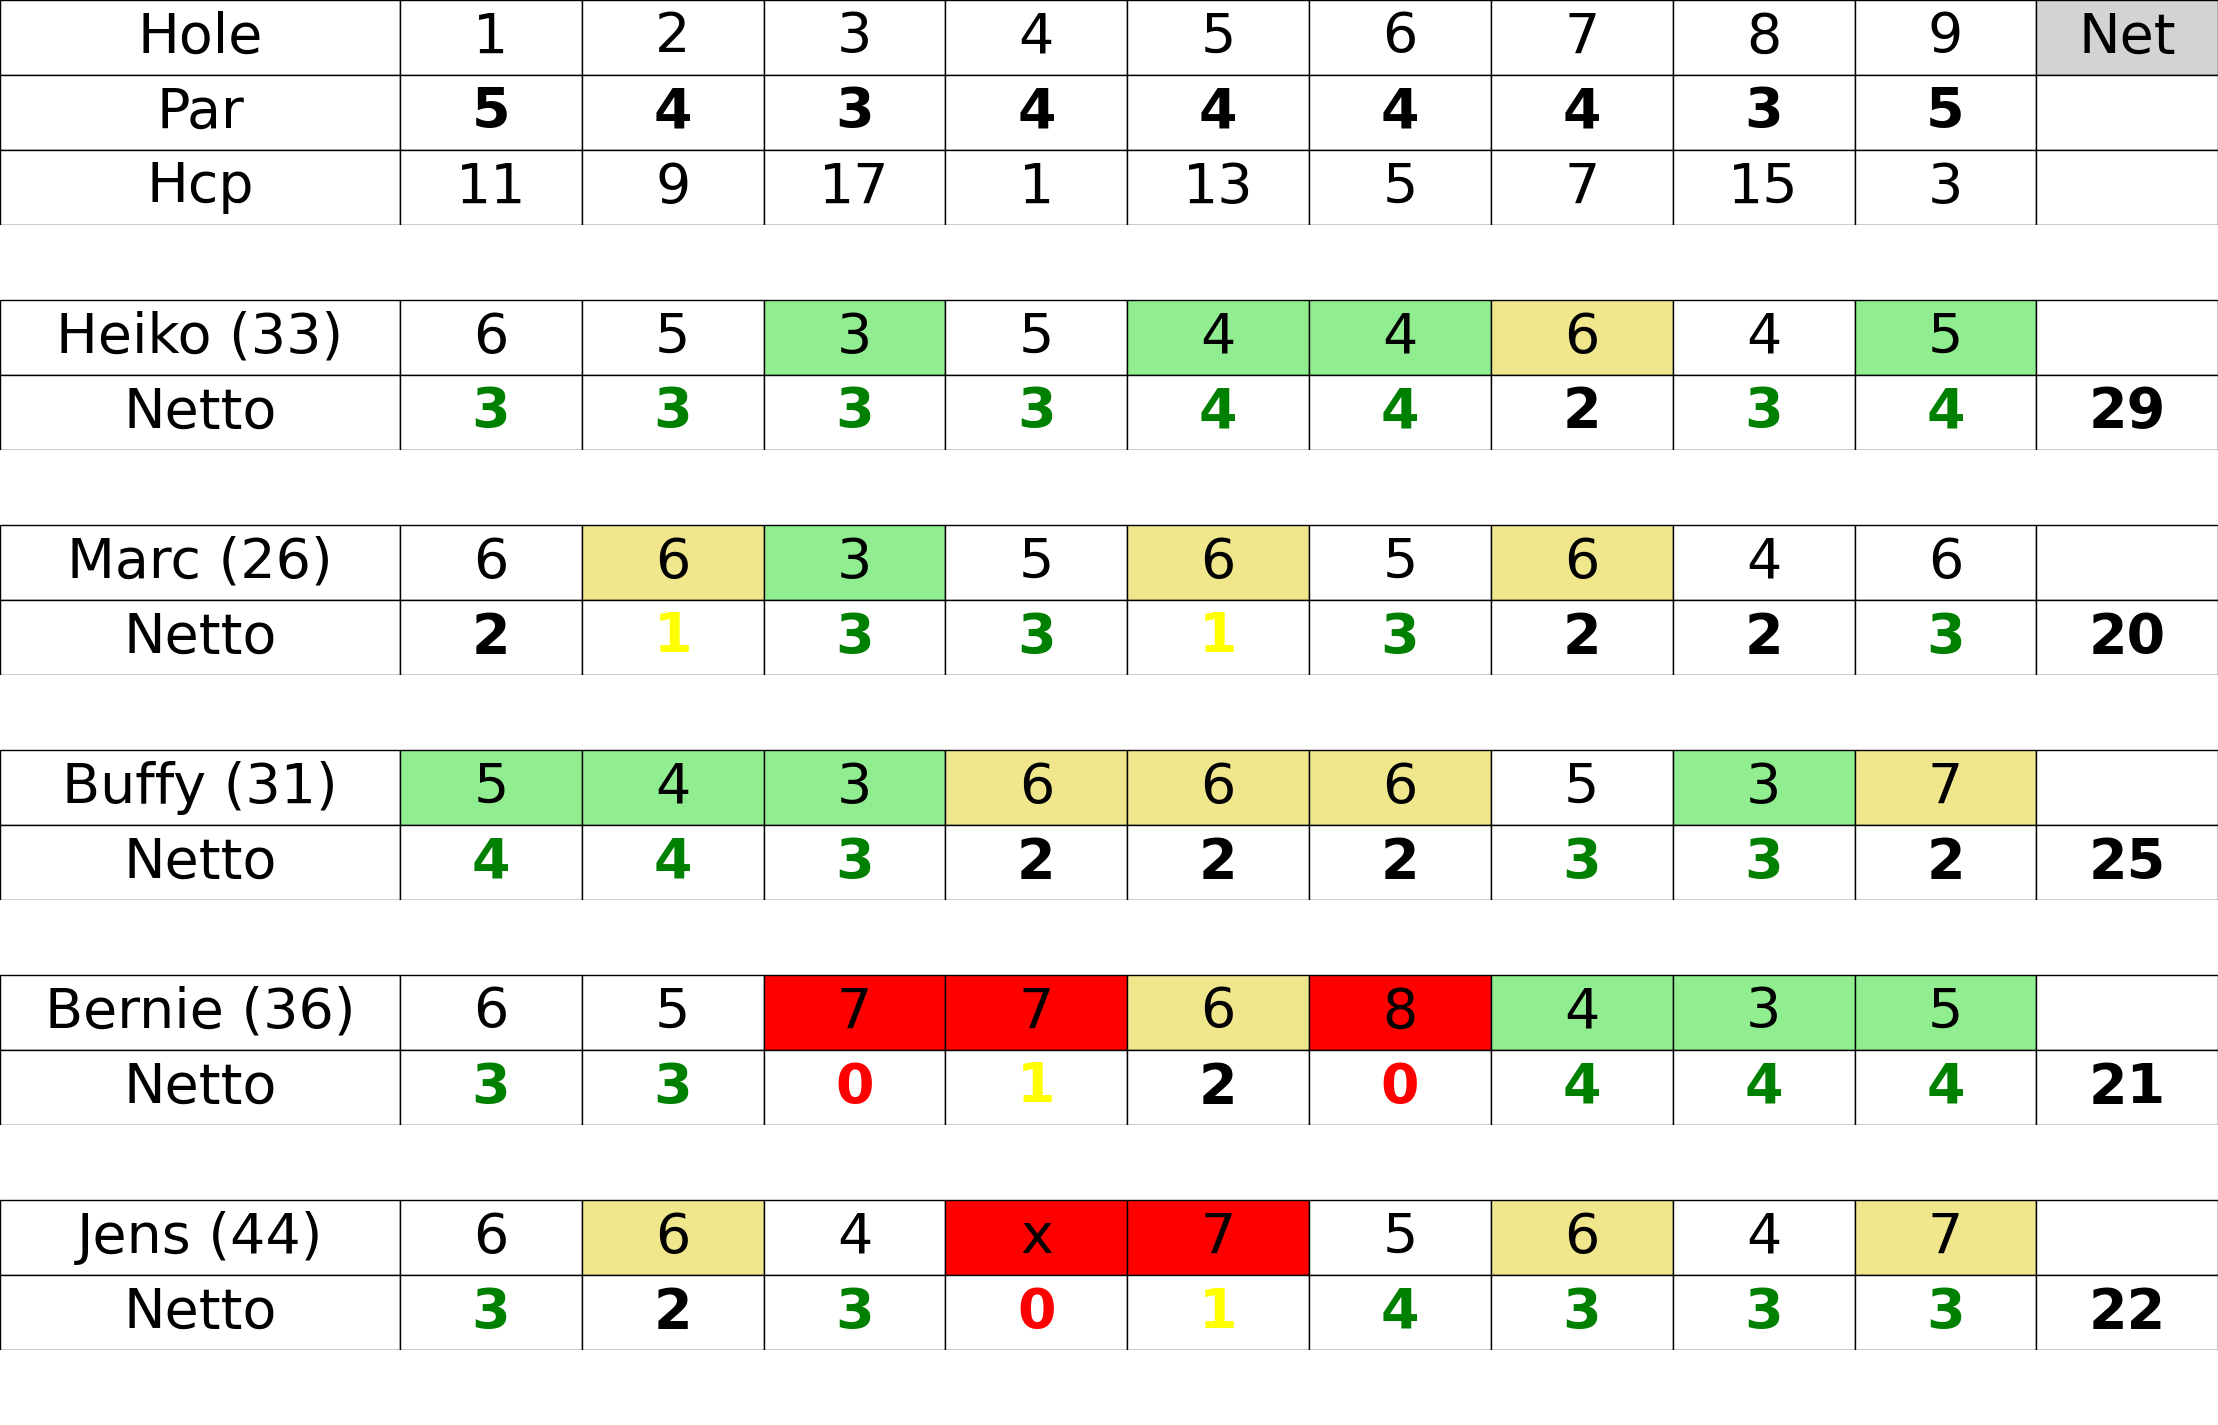 Hole 1 2 3 4 5 6 7 8 9 Net
Par 5 4 3 4 4 4 4 3 5
Hcp 11 9 17 1 13 5 7 15 3
Heiko (33) 6 5 3 5 4 4 6 4 5
Netto 3 3 3 3 4 4 2 3 4 29
Marc (26) 6 6 3 5 6 5 6 4 6
Netto 2 1 3 3 1 3 2 2 3 20
Buffy (31) 5 4 3 6 6 6 5 3 7
Netto 4 4 3 2 2 2 3 3 2 25
Bernie (36) 6 5 7 7 6 8 4 3 5
Netto 3 3 0 1 2 0 4 4 4 21
Jens (44) 6 6 4 x 7 5 6 4 7
Netto 3 2 3 0 1 4 3 3 3 22